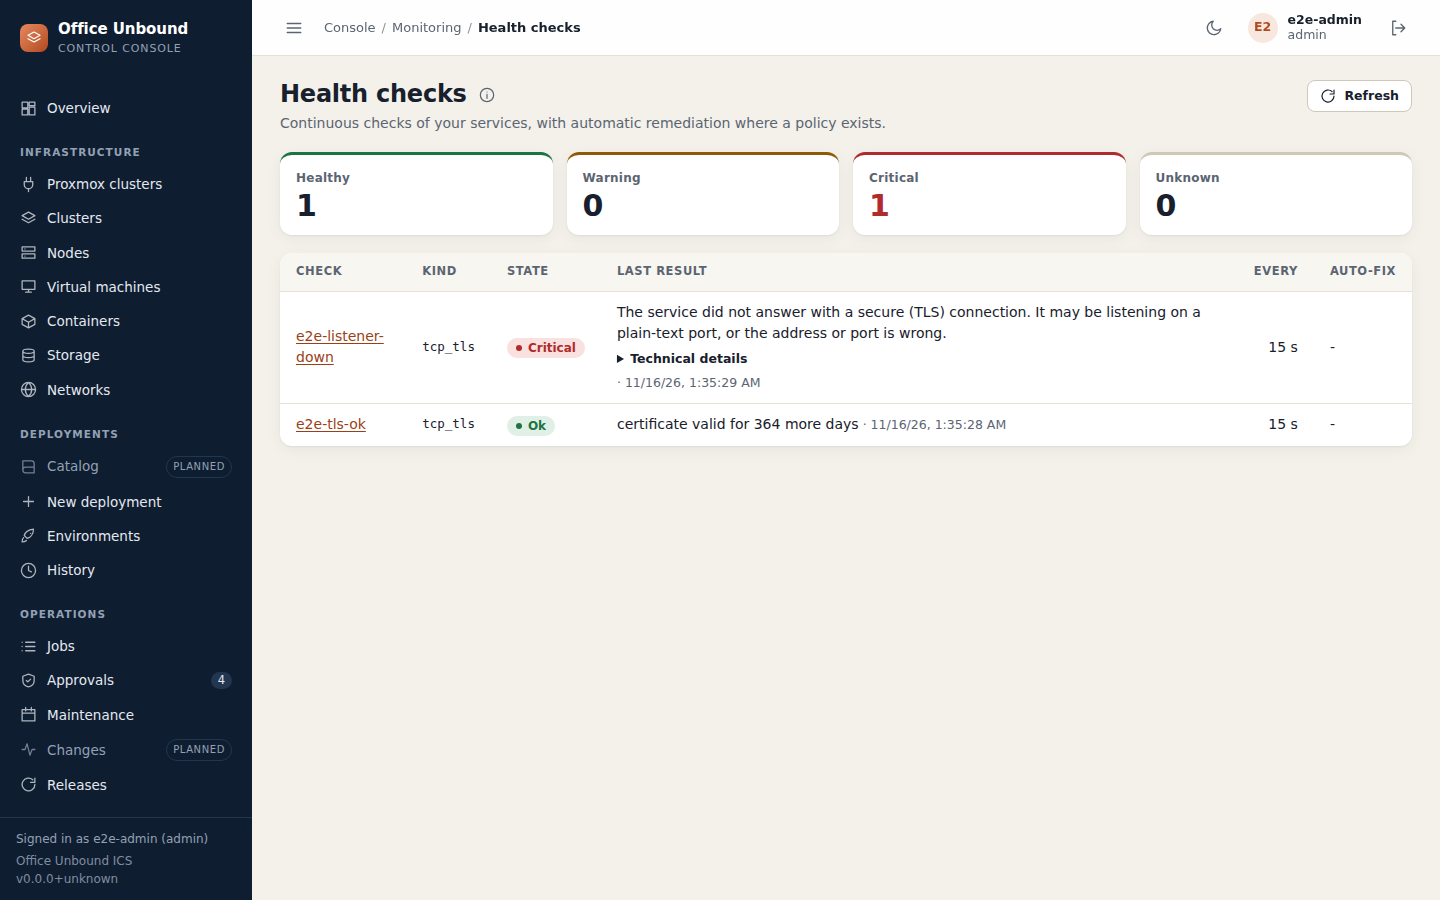 Office Unbound
CONTROL CONSOLE
Overview
INFRASTRUCTURE
Proxmox clusters
Clusters
Nodes
Virtual machines
Containers
Storage
Networks
DEPLOYMENTS
Catalog PLANNED
New deployment
Environments
History
OPERATIONS
Jobs
Approvals 4
Maintenance
Changes PLANNED
Releases
Signed in as e2e-admin (admin)
Office Unbound ICS
v0.0.0+unknown
Console / Monitoring / Health checks
E2 e2e-admin
admin
Health checks
Refresh
Continuous checks of your services, with automatic remediation where a policy exists.
Healthy
1
Warning
0
Critical
1
Unknown
0
CHECK KIND STATE LAST RESULT EVERY AUTO-FIX
e2e-listener-
down
tcp_tls
Critical
The service did not answer with a secure (TLS) connection. It may be listening on a
plain-text port, or the address or port is wrong.
Technical details
· 11/16/26, 1:35:29 AM
15 s -
e2e-tls-ok tcp_tls Ok certificate valid for 364 more days · 11/16/26, 1:35:28 AM 15 s -